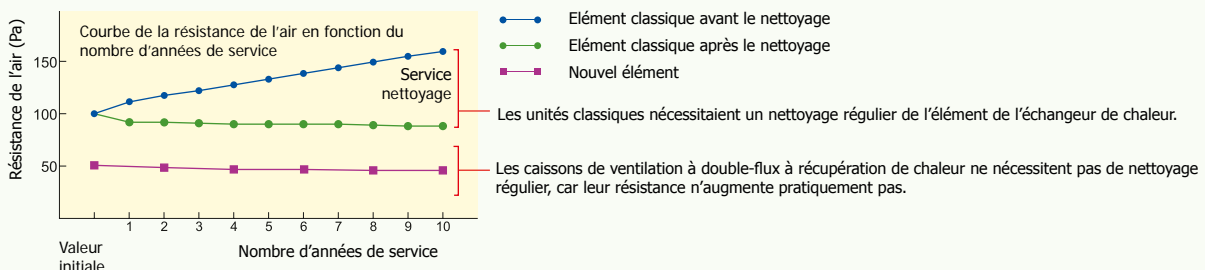 Courbe de la résistance de l'air en fonction du
nombre d'années de service
Résistance de l'air (Pa)
150
100
50
Service
nettoyage
1 2 3 4 5 6 7 8 9 10
Valeur
initiale
Nombre d'années de service
Elément classique avant le nettoyage
Elément classique après le nettoyage
Nouvel élément
Les unités classiques nécessitaient un nettoyage régulier de l'élément de l'échangeur de chaleur.
Les caissons de ventilation à double-flux à récupération de chaleur ne nécessitent pas de nettoyage
régulier, car leur résistance n'augmente pratiquement pas.